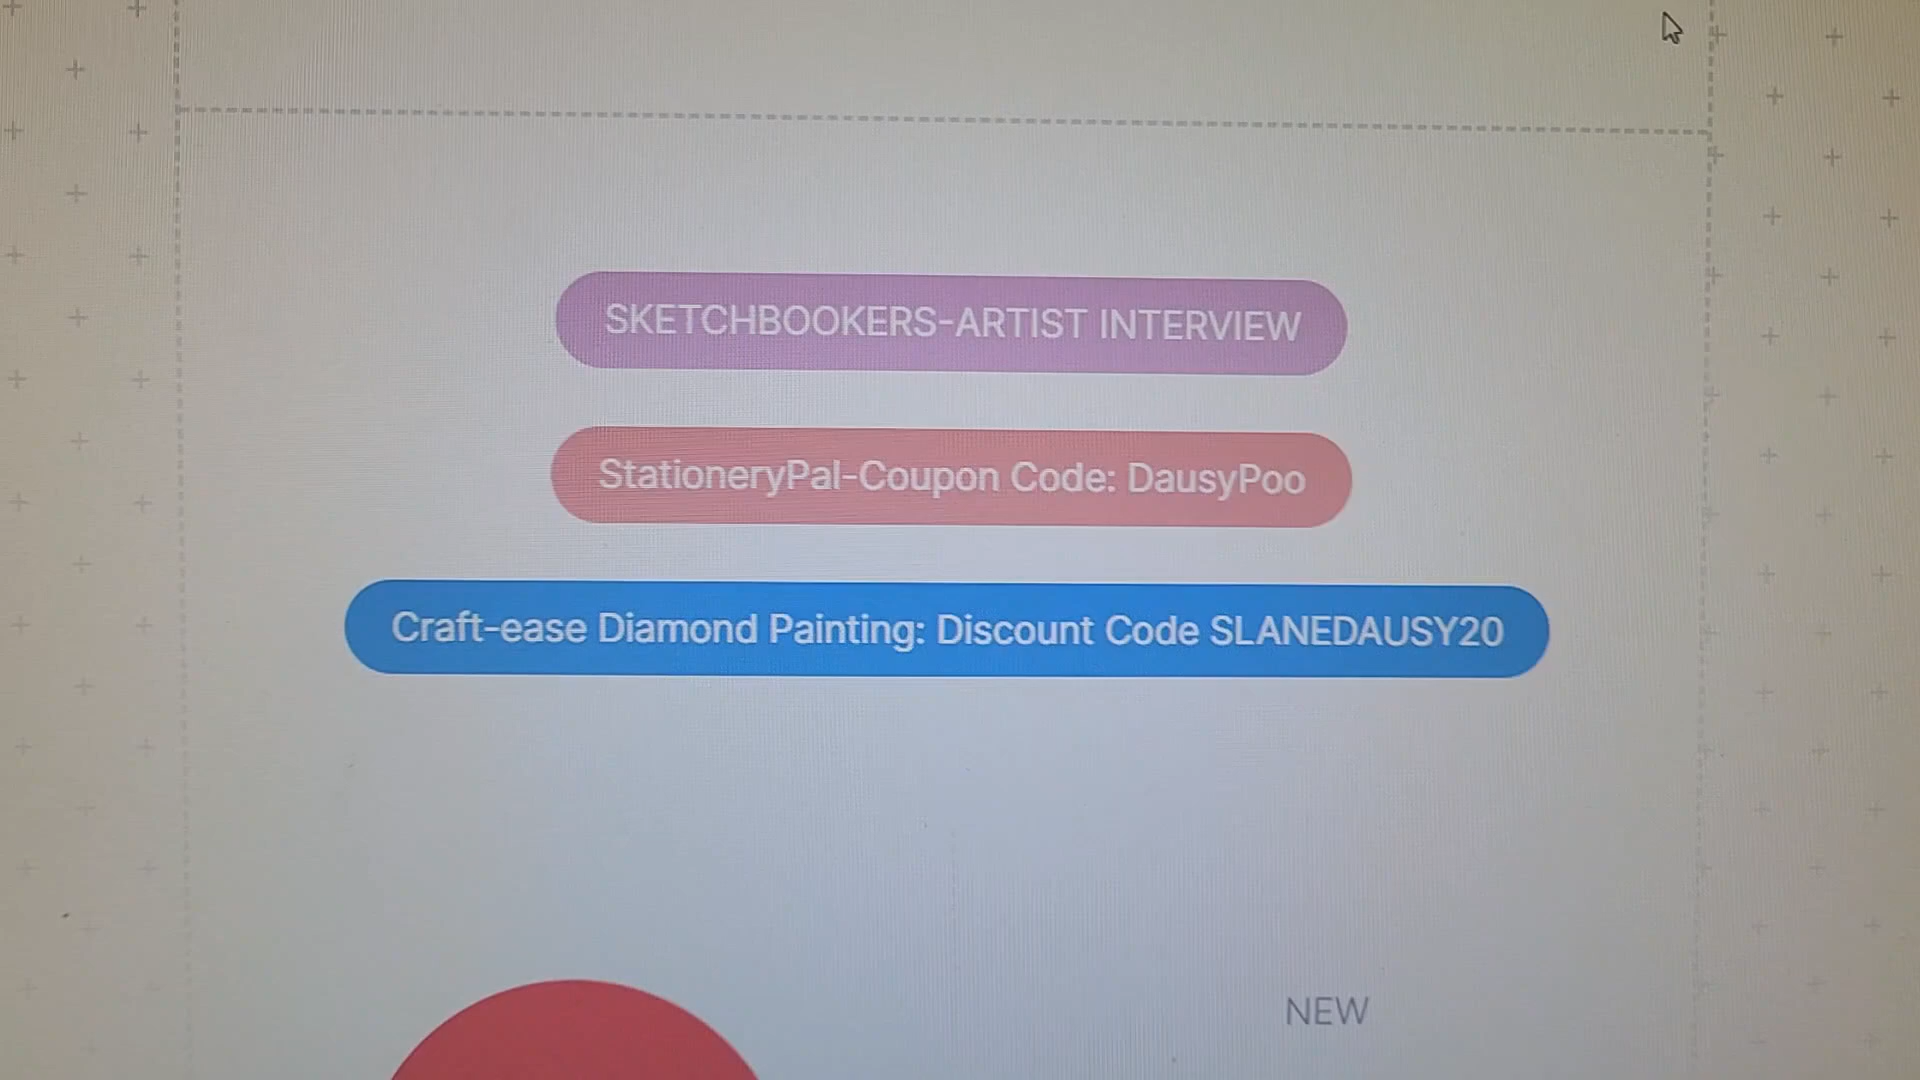 SKETCHBOOKERS-ARTIST INTERVIEW
StationeryPal-Coupon Code: DausyPoo
Craft-ease Diamond Painting: Discount Code SLANEDAUSY20
NEW